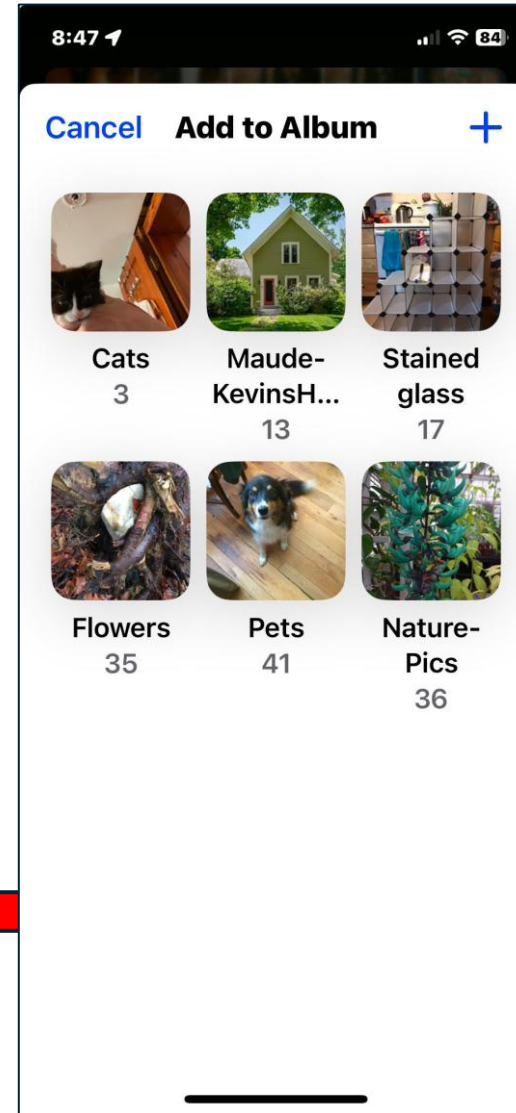 8:47
84
Cancel Add to Album +
Cats
3
Maude-
KevinsH...
13
Stained
glass
17
Flowers
35
Pets
41
Nature-
Pics
36